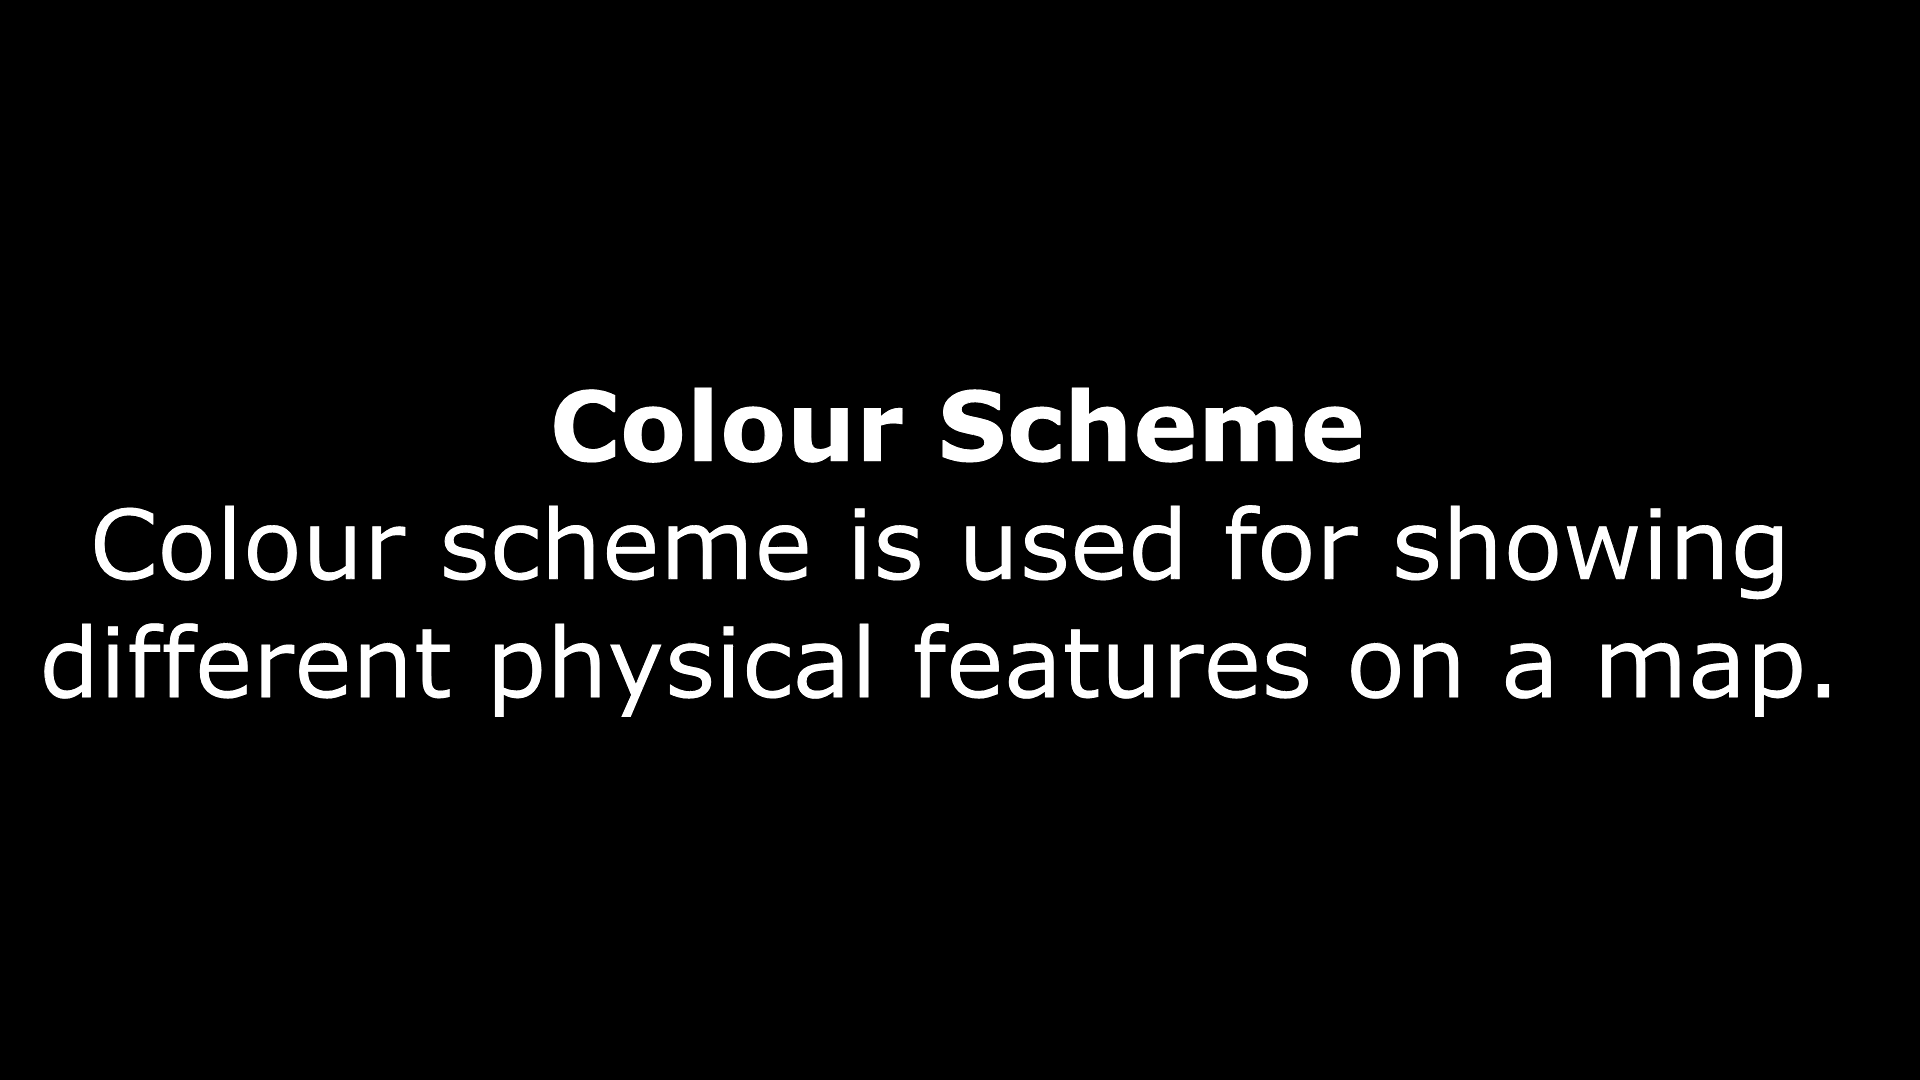 Colour Scheme
Colour scheme is used for showing
different physical features on a map.